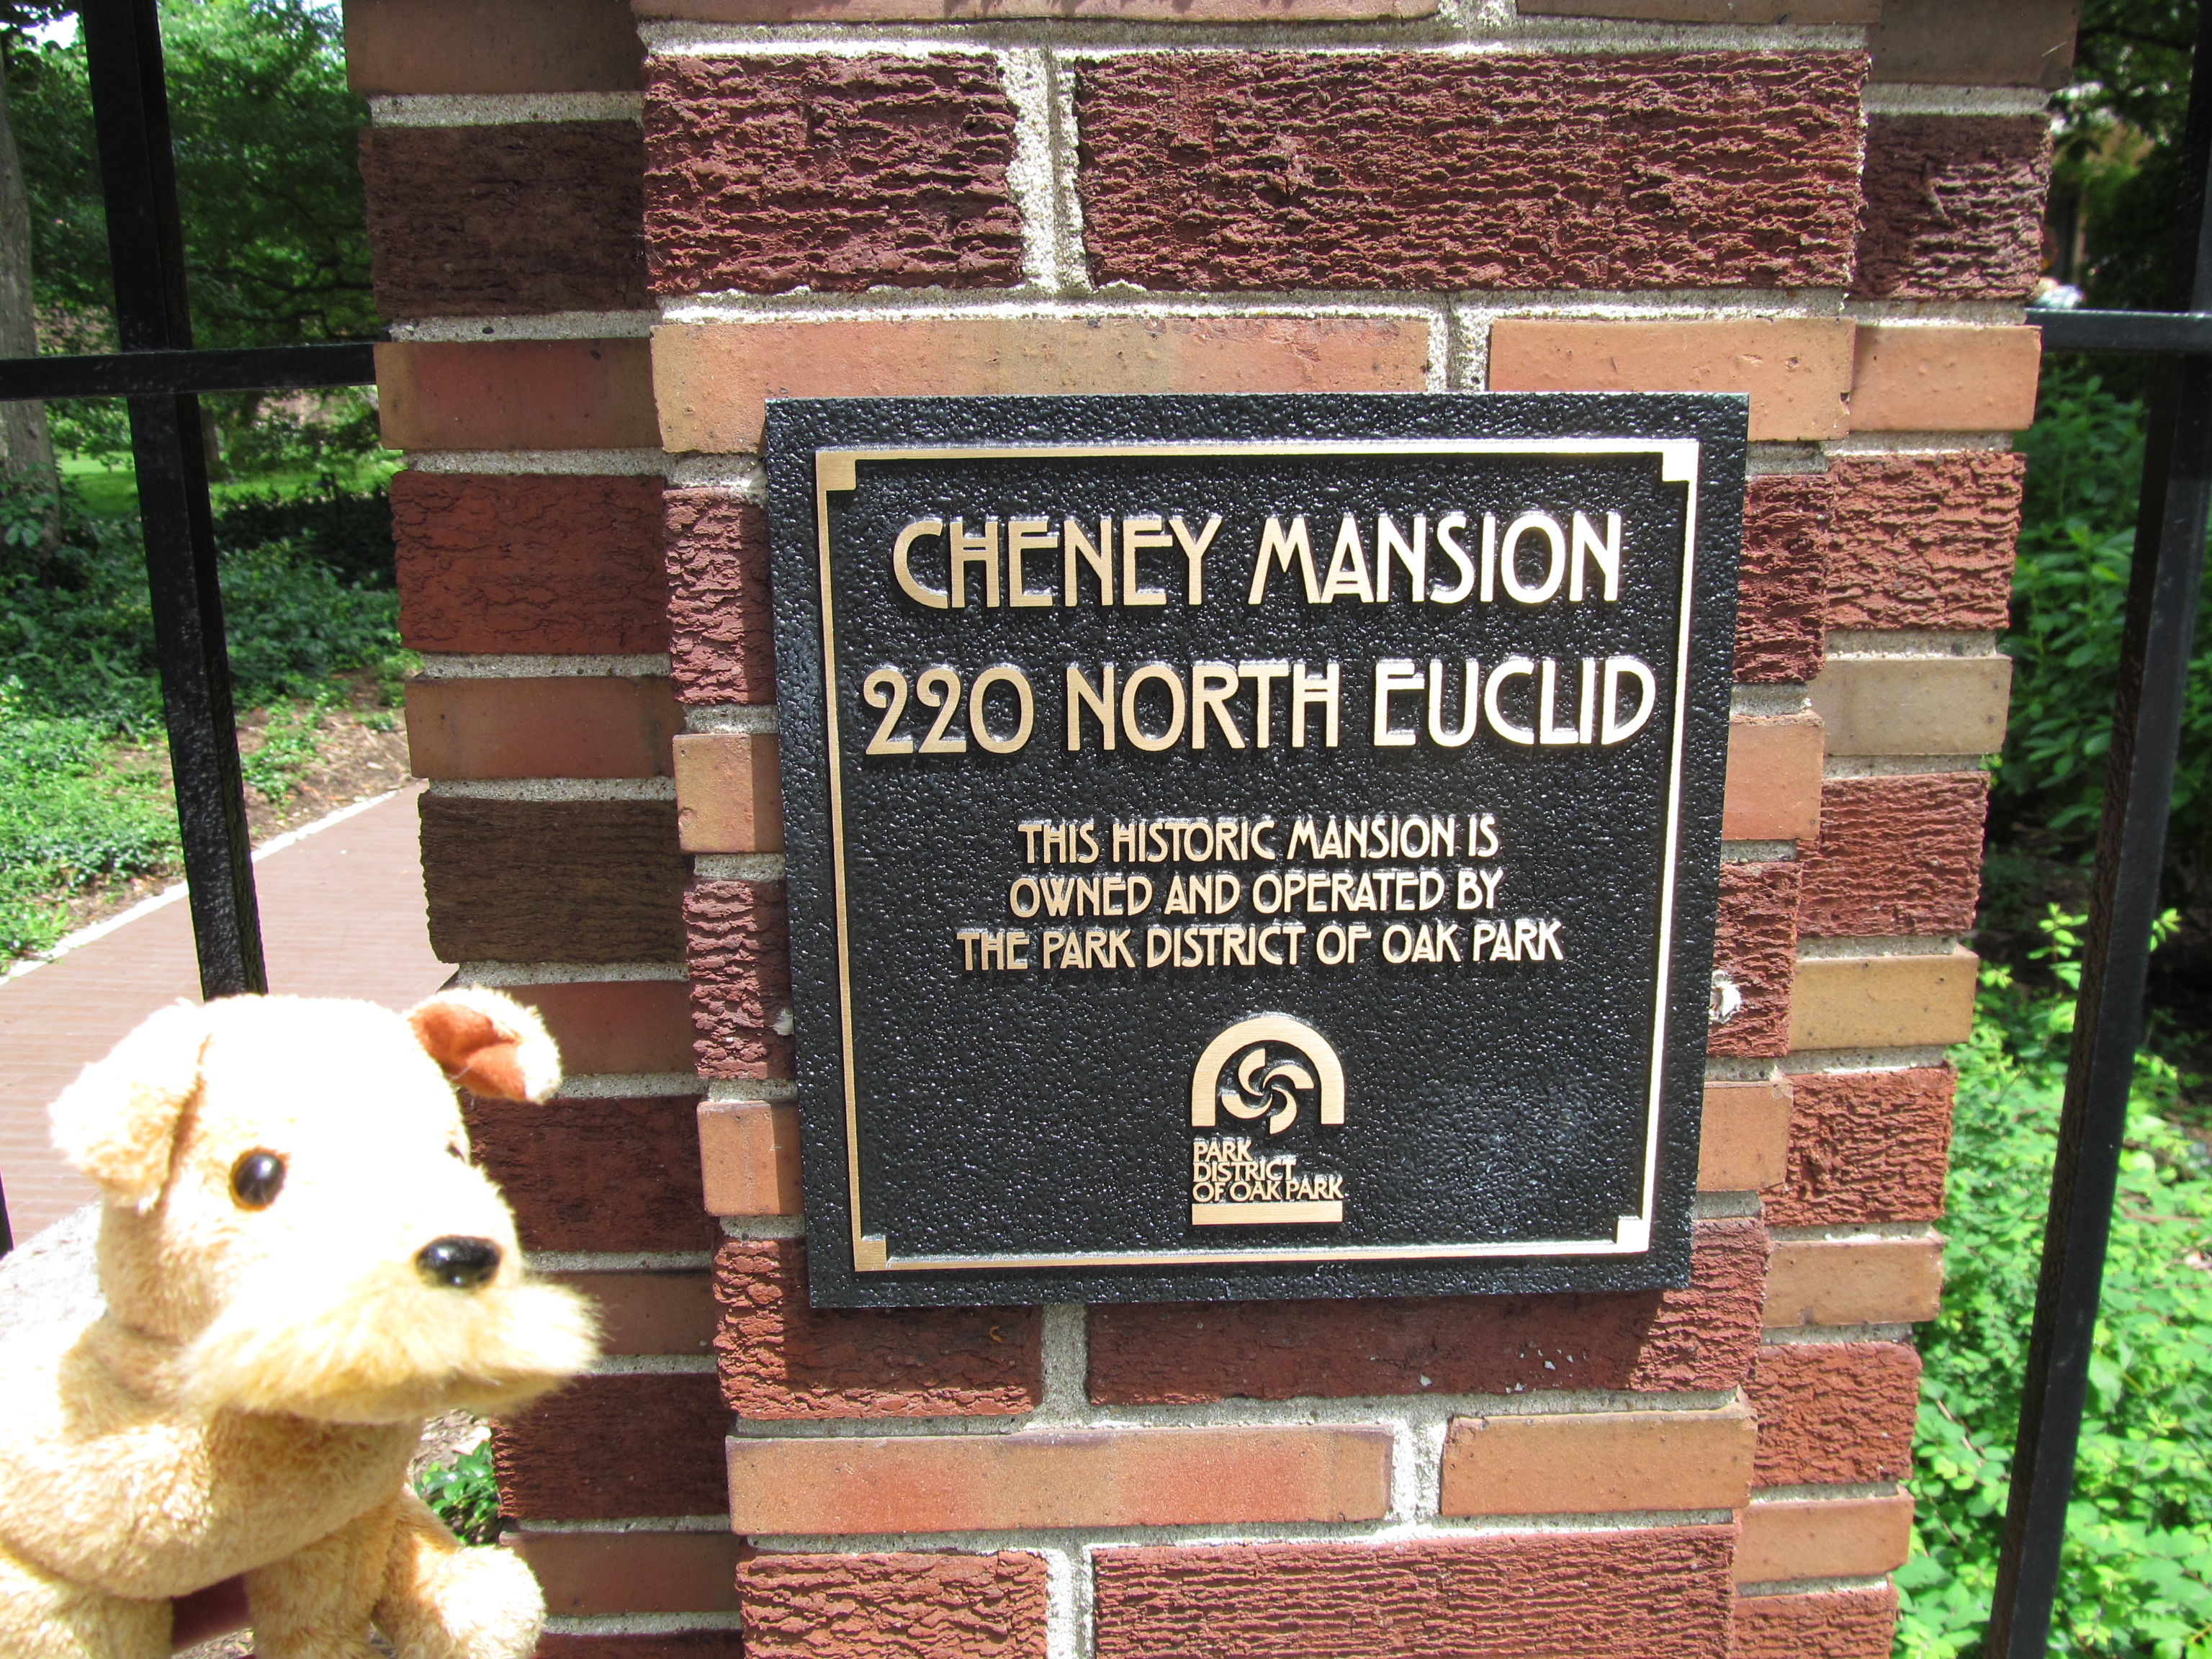 CHENEY MANSION
220 NORTH EUCLID
THIS HISTORIC MANSION IS
OWNED AND OPERATED BY
THE PARK DISTRICT OF OAK PARK
PARK
DISTRICT
OF OAK PARK